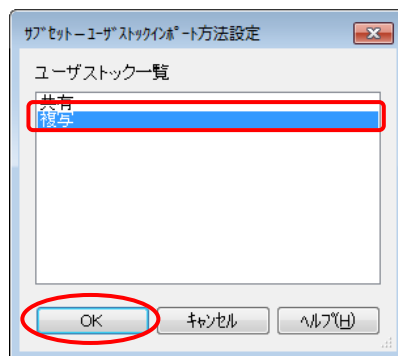 ｻﾌﾞｾｯﾄ－ﾕｰｻﾞｽﾄｯｸｲﾝﾎﾟｰﾄ方法設定
ユーザストック一覧
共有
複写
OK
ｷｬﾝｾﾙ
ﾍﾙﾌﾟ(H)